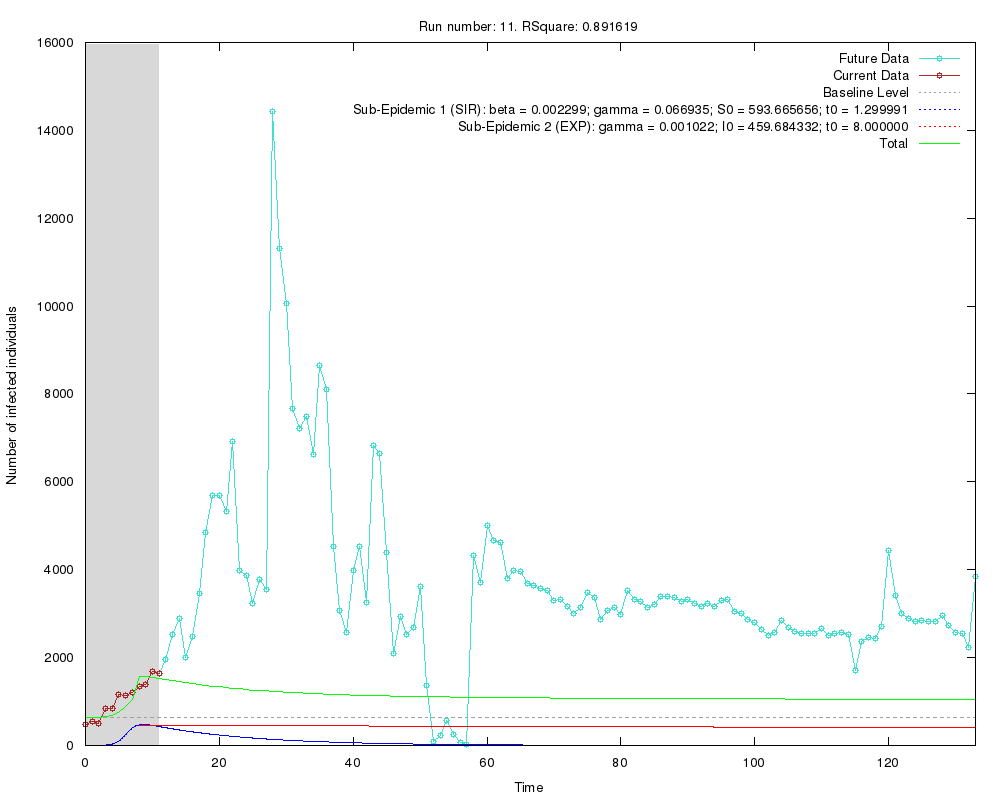 Run number: 11. RSquare: 0.891619
16000
14000
12000
10000
8000
6000
4000
2000
0
Number of infected individuals
Future Data
Current Data
Baseline Level
Sub-Epidemic 1 (SIR): beta = 0.002299; gamma = 0.066935; S0 = 593.665656; t0 = 1.299991
Sub-Epidemic 2 (EXP): gamma = 0.001022; I0 = 459.684332; t0 = 8.000000
Total
0
20
40
60
80
100
120
Time